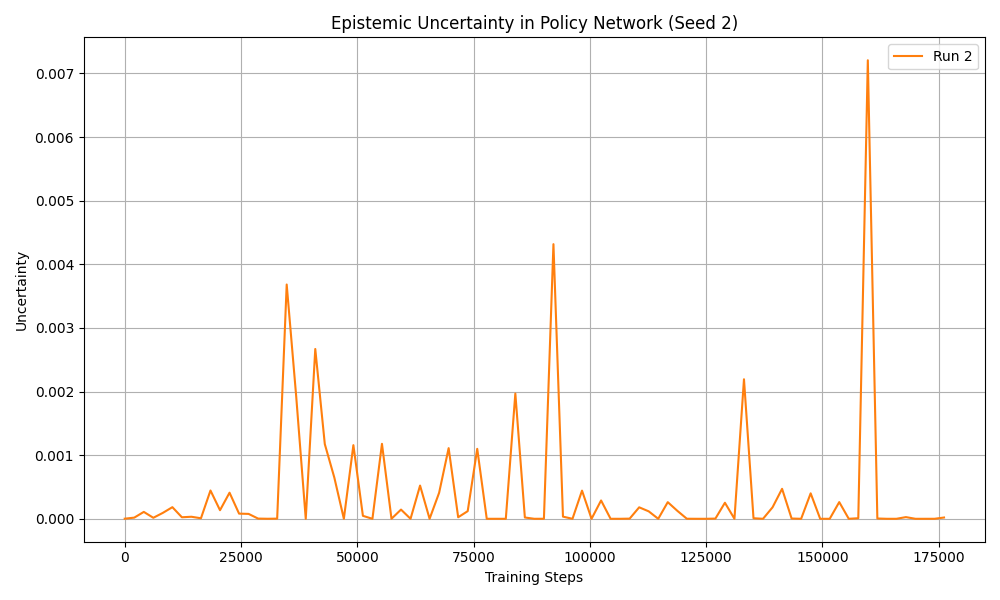 Epistemic Uncertainty in Policy Network (Seed 2)
Run 2
0.007
0.006
0.005
0.004
0.003
0.002
0.001
0.000
Uncertainty
0 25000 50000 75000 100000 125000 150000 175000
Training Steps